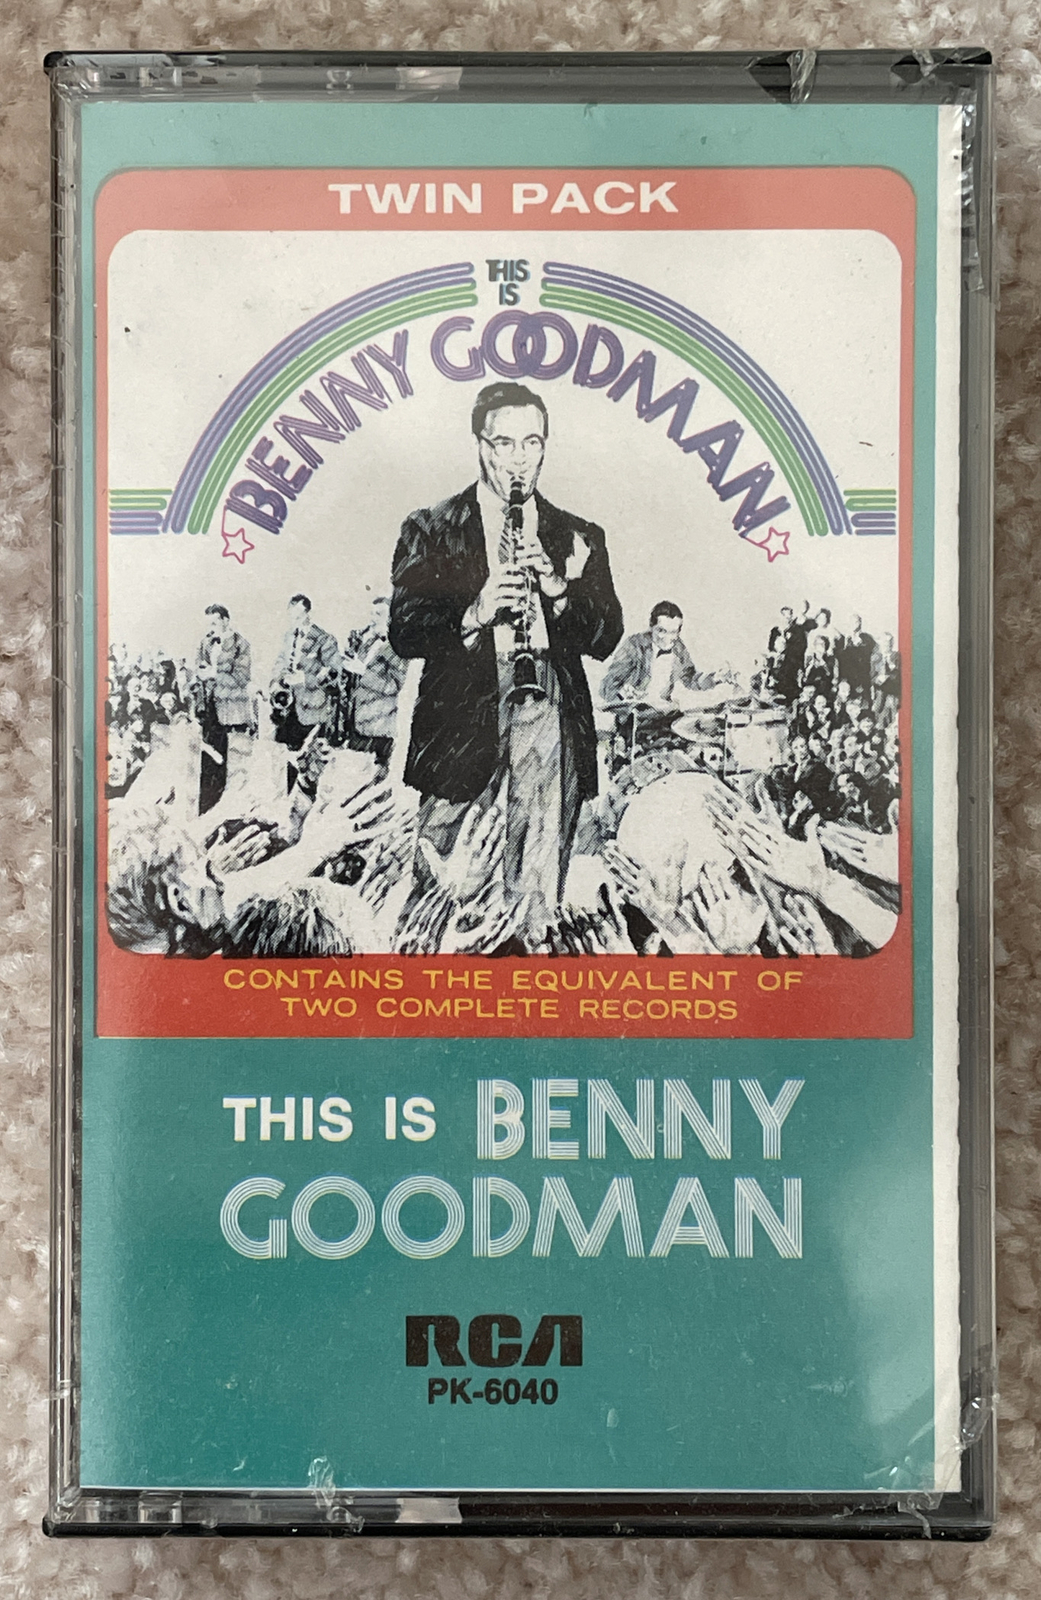 TWIN PACK
THIS
IS
BENNY GOODMAN
CONTAINS THE EQUIVALENT OF
TWO COMPLETE RECORDS
THIS IS BENNY
GOODMAN
RCA
PK-6040